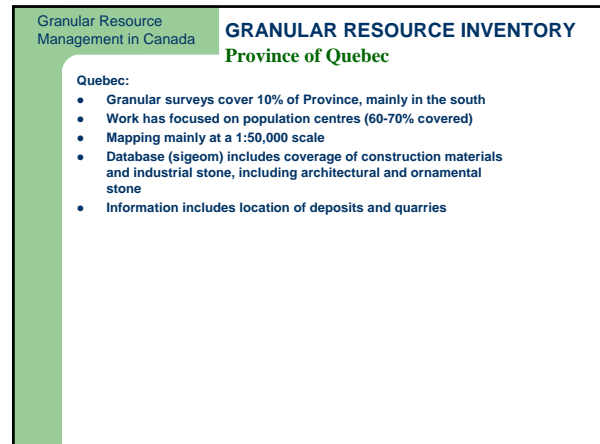 Granular Resource
Management in Canada
GRANULAR RESOURCE INVENTORY
Province of Quebec
Quebec:
● Granular surveys cover 10% of Province, mainly in the south
● Work has focused on population centres (60-70% covered)
● Mapping mainly at a 1:50,000 scale
● Database (sigeom) includes coverage of construction materials
and industrial stone, including architectural and ornamental
stone
● Information includes location of deposits and quarries